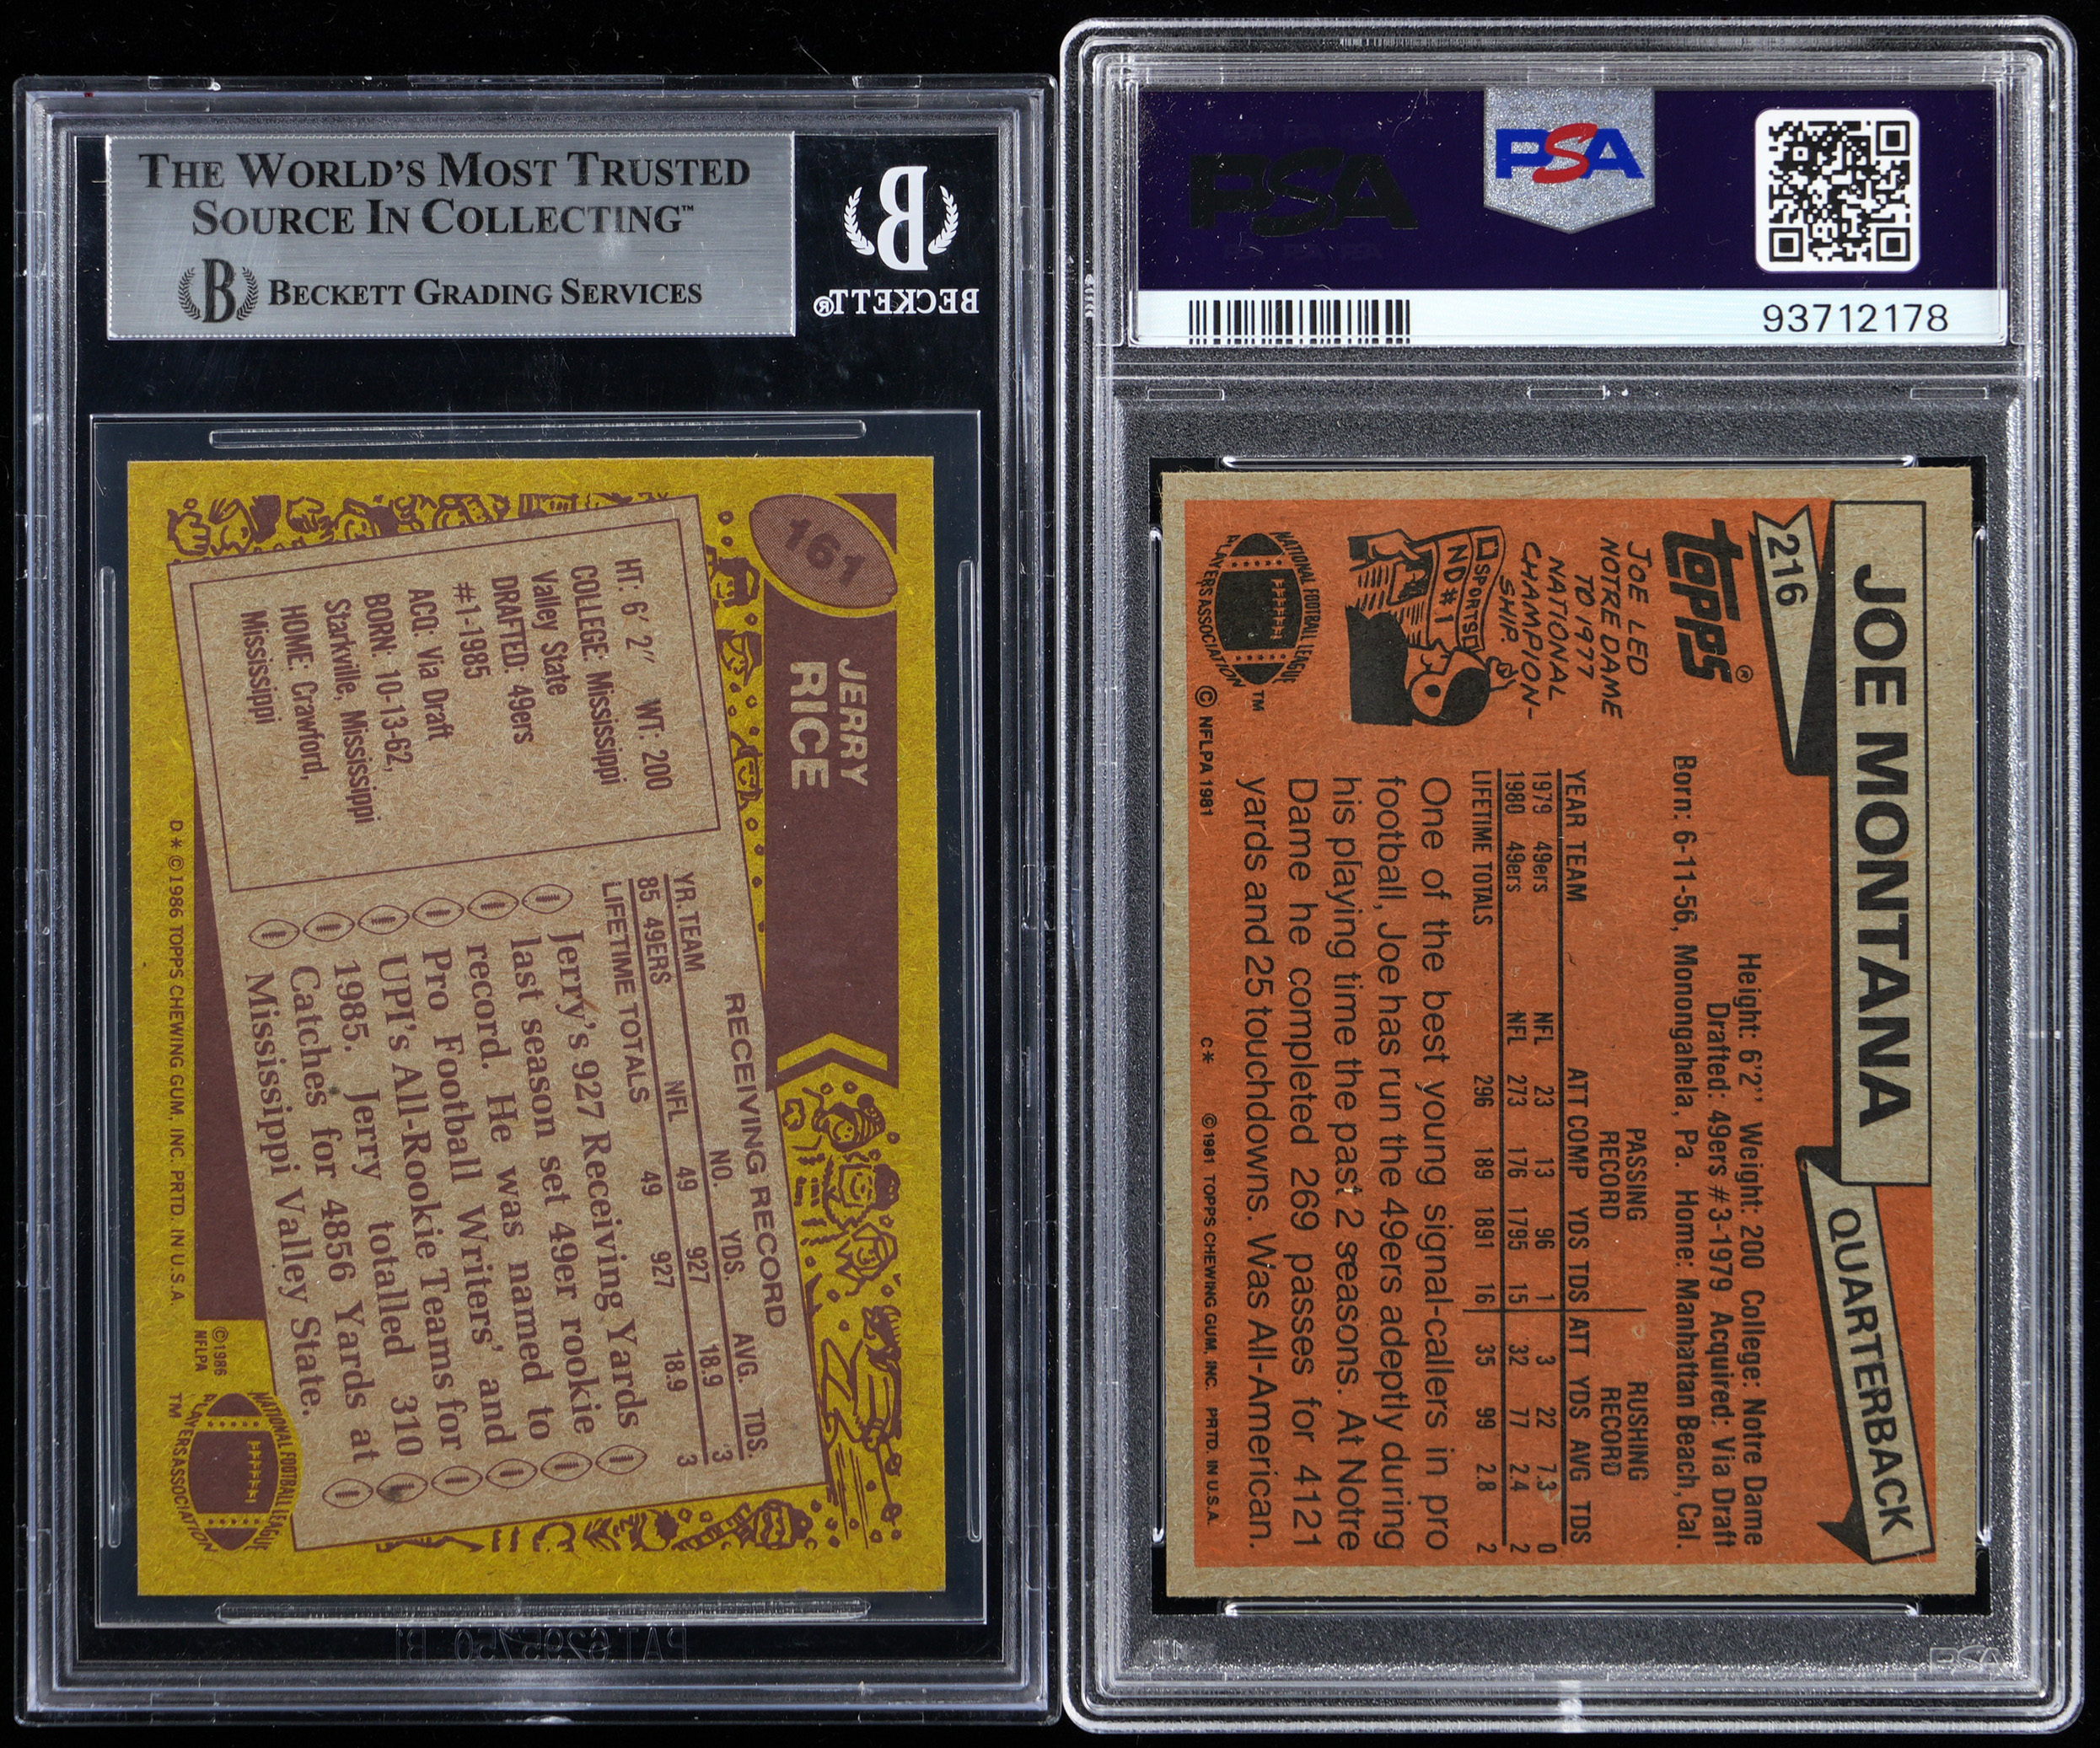 THE WORLD'S MOST TRUSTED
SOURCE IN COLLECTING™
B BECKETT GRADING SERVICES
B
BECKETT®
161
JERRY
RICE
HT: 6' 2" WT: 200
COLLEGE: Mississippi
Valley State
DRAFTED: 49ers
#1-1985
ACQ: Via Draft
BORN: 10-13-62,
Starkville, Mississippi
HOME: Crawford,
Mississippi
RECEIVING RECORD
YR. TEAM NO. YDS. AVG. TDS.
85 49ERS NFL 49 927 18.9 3
LIFETIME TOTALS 49 927 18.9 3
Jerry's 927 Receiving Yards
last season set 49er rookie
record. He was named to
Pro Football Writers' and
UPI's All-Rookie Teams for
1985. Jerry totalled 310
Catches for 4856 Yards at
Mississippi Valley State.
D* © 1986 TOPPS CHEWING GUM, INC. PRTD. IN U.S.A.
© 1986
NFLPA
NATIONAL FOOTBALL LEAGUE
PLAYERS ASSOCIATION
TM
PAT 6295750 B1
PSA
PSA
93712178
JOE MONTANA
QUARTERBACK
216
topps®
JOE LED
NOTRE DAME
TO 1977
NATIONAL
CHAMPION-
SHIP.
SPORTS
ND #1
NATIONAL FOOTBALL LEAGUE
PLAYERS ASSOCIATION
TM
© NFLPA 1981
Height: 6'2" Weight: 200 College: Notre Dame
Drafted: 49ers #3-1979 Acquired: Via Draft
Born: 6-11-56, Monongahela, Pa. Home: Manhattan Beach, Cal.
PASSING RUSHING
RECORD RECORD
YEAR TEAM ATT COMP YDS TDS ATT YDS AVG TDS
1979 49ers NFL 23 13 96 1 3 22 7.3 0
1980 49ers NFL 273 176 1795 15 32 77 2.4 2
LIFETIME TOTALS 296 189 1891 16 35 99 2.8 2
One of the best young signal-callers in pro
football, Joe has run the 49ers adeptly during
his playing time the past 2 seasons. At Notre
Dame he completed 269 passes for 4121
yards and 25 touchdowns. Was All-American.
C* © 1981 TOPPS CHEWING GUM, INC. PRTD. IN U.S.A.
PSA